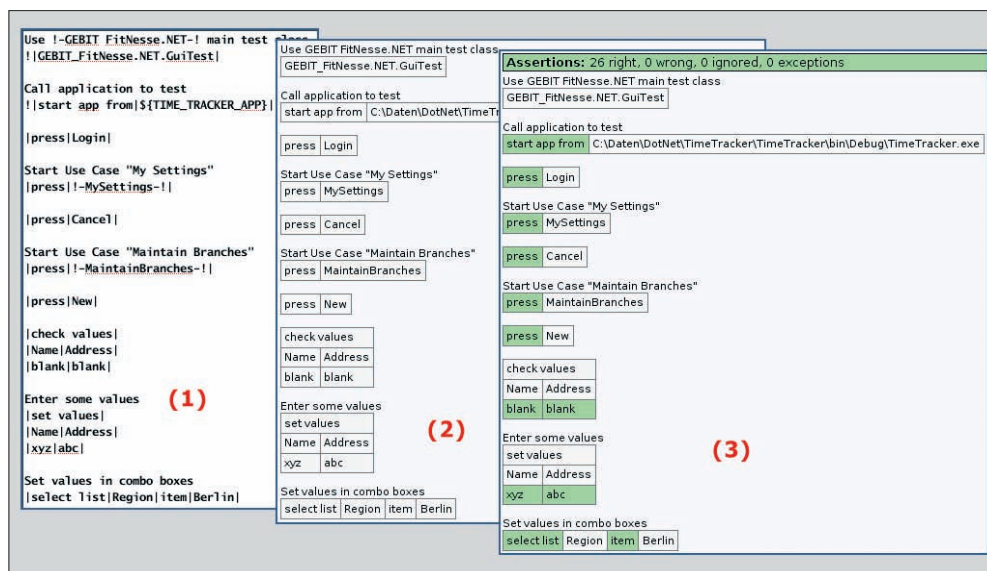 Use !-GEBIT FitNesse.NET-! main test class
!|GEBIT_FitNesse.NET.GuiTest|
Call application to test
!|start app from|${TIME_TRACKER_APP}|
|press|Login|
Start Use Case "My Settings"
|press|!-MySettings-!|
|press|Cancel|
Start Use Case "Maintain Branches"
|press|!-MaintainBranches-!|
|press|New|
|check values|
|Name|Address|
|blank|blank|
Enter some values
|set values|
|Name|Address|
|xyz|abc|
Set values in combo boxes
|select list|Region|item|Berlin|
(1)
Use GEBIT FitNesse.NET main test class
GEBIT_FitNesse.NET.GuiTest
Call application to test
start app from C:\Daten\DotNet\TimeTr
press Login
Start Use Case "My Settings"
press MySettings
press Cancel
Start Use Case "Maintain Branches"
press MaintainBranches
press New
check values
Name Address
blank blank
Enter some values
set values
Name Address
xyz abc
Set values in combo boxes
select list Region item Berlin
(2)
Assertions: 26 right, 0 wrong, 0 ignored, 0 exceptions
Use GEBIT FitNesse.NET main test class
GEBIT_FitNesse.NET.GuiTest
Call application to test
start app from C:\Daten\DotNet\TimeTracker\TimeTracker\bin\Debug\TimeTracker.exe
press Login
Start Use Case "My Settings"
press MySettings
press Cancel
Start Use Case "Maintain Branches"
press MaintainBranches
press New
check values
Name Address
blank blank
Enter some values
set values
Name Address
xyz abc
Set values in combo boxes
select list Region item Berlin
(3)